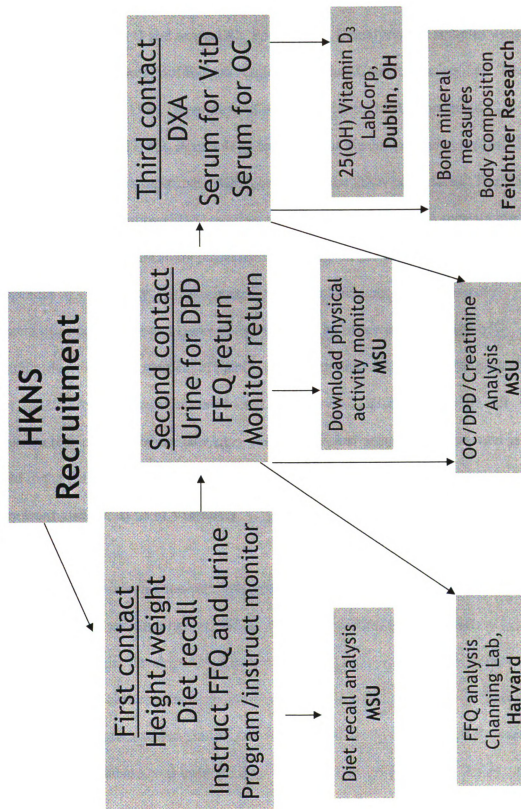 HKNS
Recruitment
First contact
Height/weight
Diet recall
Instruct FFQ and urine
Program/instruct monitor
Second contact
Urine for DPD
FFQ return
Monitor return
Third contact
DXA
Serum for VitD
Serum for OC
Diet recall analysis
MSU
Download physical
activity monitor
MSU
25(OH) Vitamin D₃
LabCorp,
Dublin, OH
FFQ analysis
Channing Lab,
Harvard
OC/DPD/Creatinine
Analysis
MSU
Bone mineral
measures
Body composition
Feichtner Research